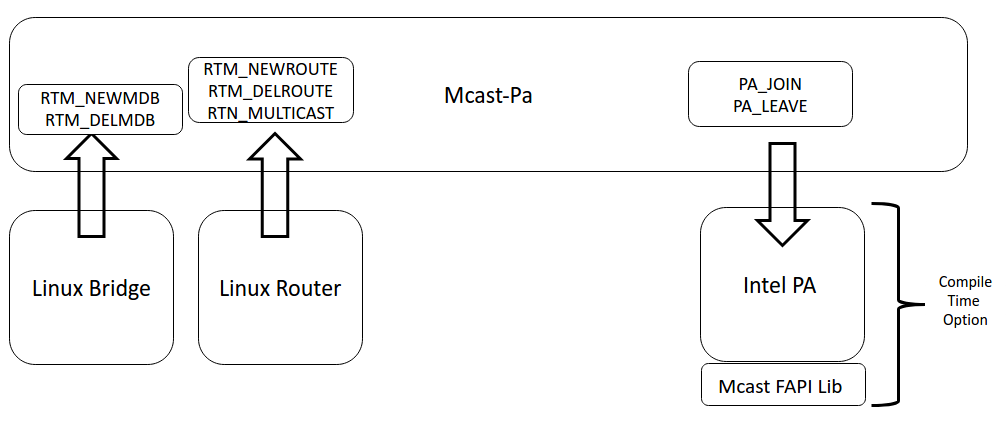 RTM_NEWMDB
RTM_DELMDB
RTM_NEWROUTE
RTM_DELROUTE
RTN_MULTICAST
Mcast-Pa
PA_JOIN
PA_LEAVE
Linux Bridge
Linux Router
Intel PA
Mcast FAPI Lib
Compile
Time
Option